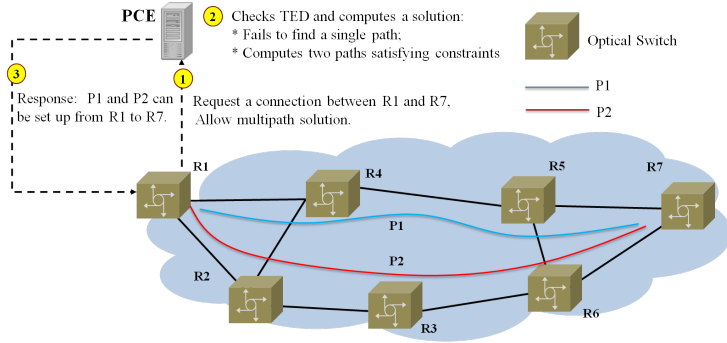 PCE
2
Checks TED and computes a solution:
* Fails to find a single path;
* Computes two paths satisfying constraints
Optical Switch
3
1
Response: P1 and P2 can
be set up from R1 to R7.
Request a connection between R1 and R7,
Allow multipath solution.
P1
P2
R1
R4
R5
R7
P1
P2
R2
R3
R6